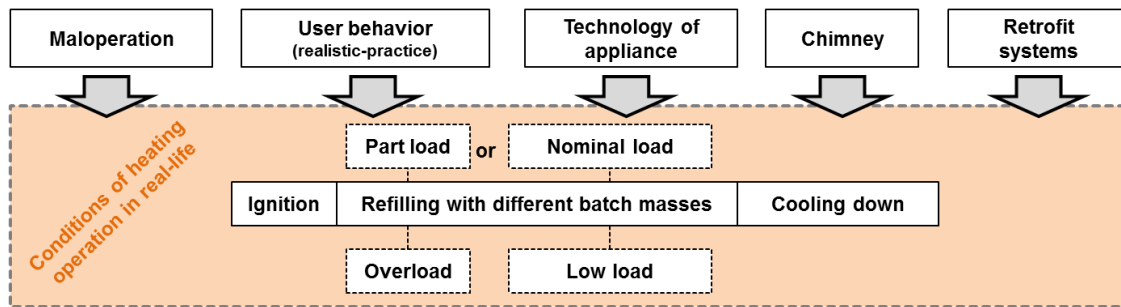 Maloperation
User behavior
(realistic-practice)
Technology of
appliance
Chimney
Retrofit
systems
Conditions of heating
operation in real-life
Part load
or
Nominal load
Ignition
Refilling with different batch masses
Cooling down
Overload
Low load